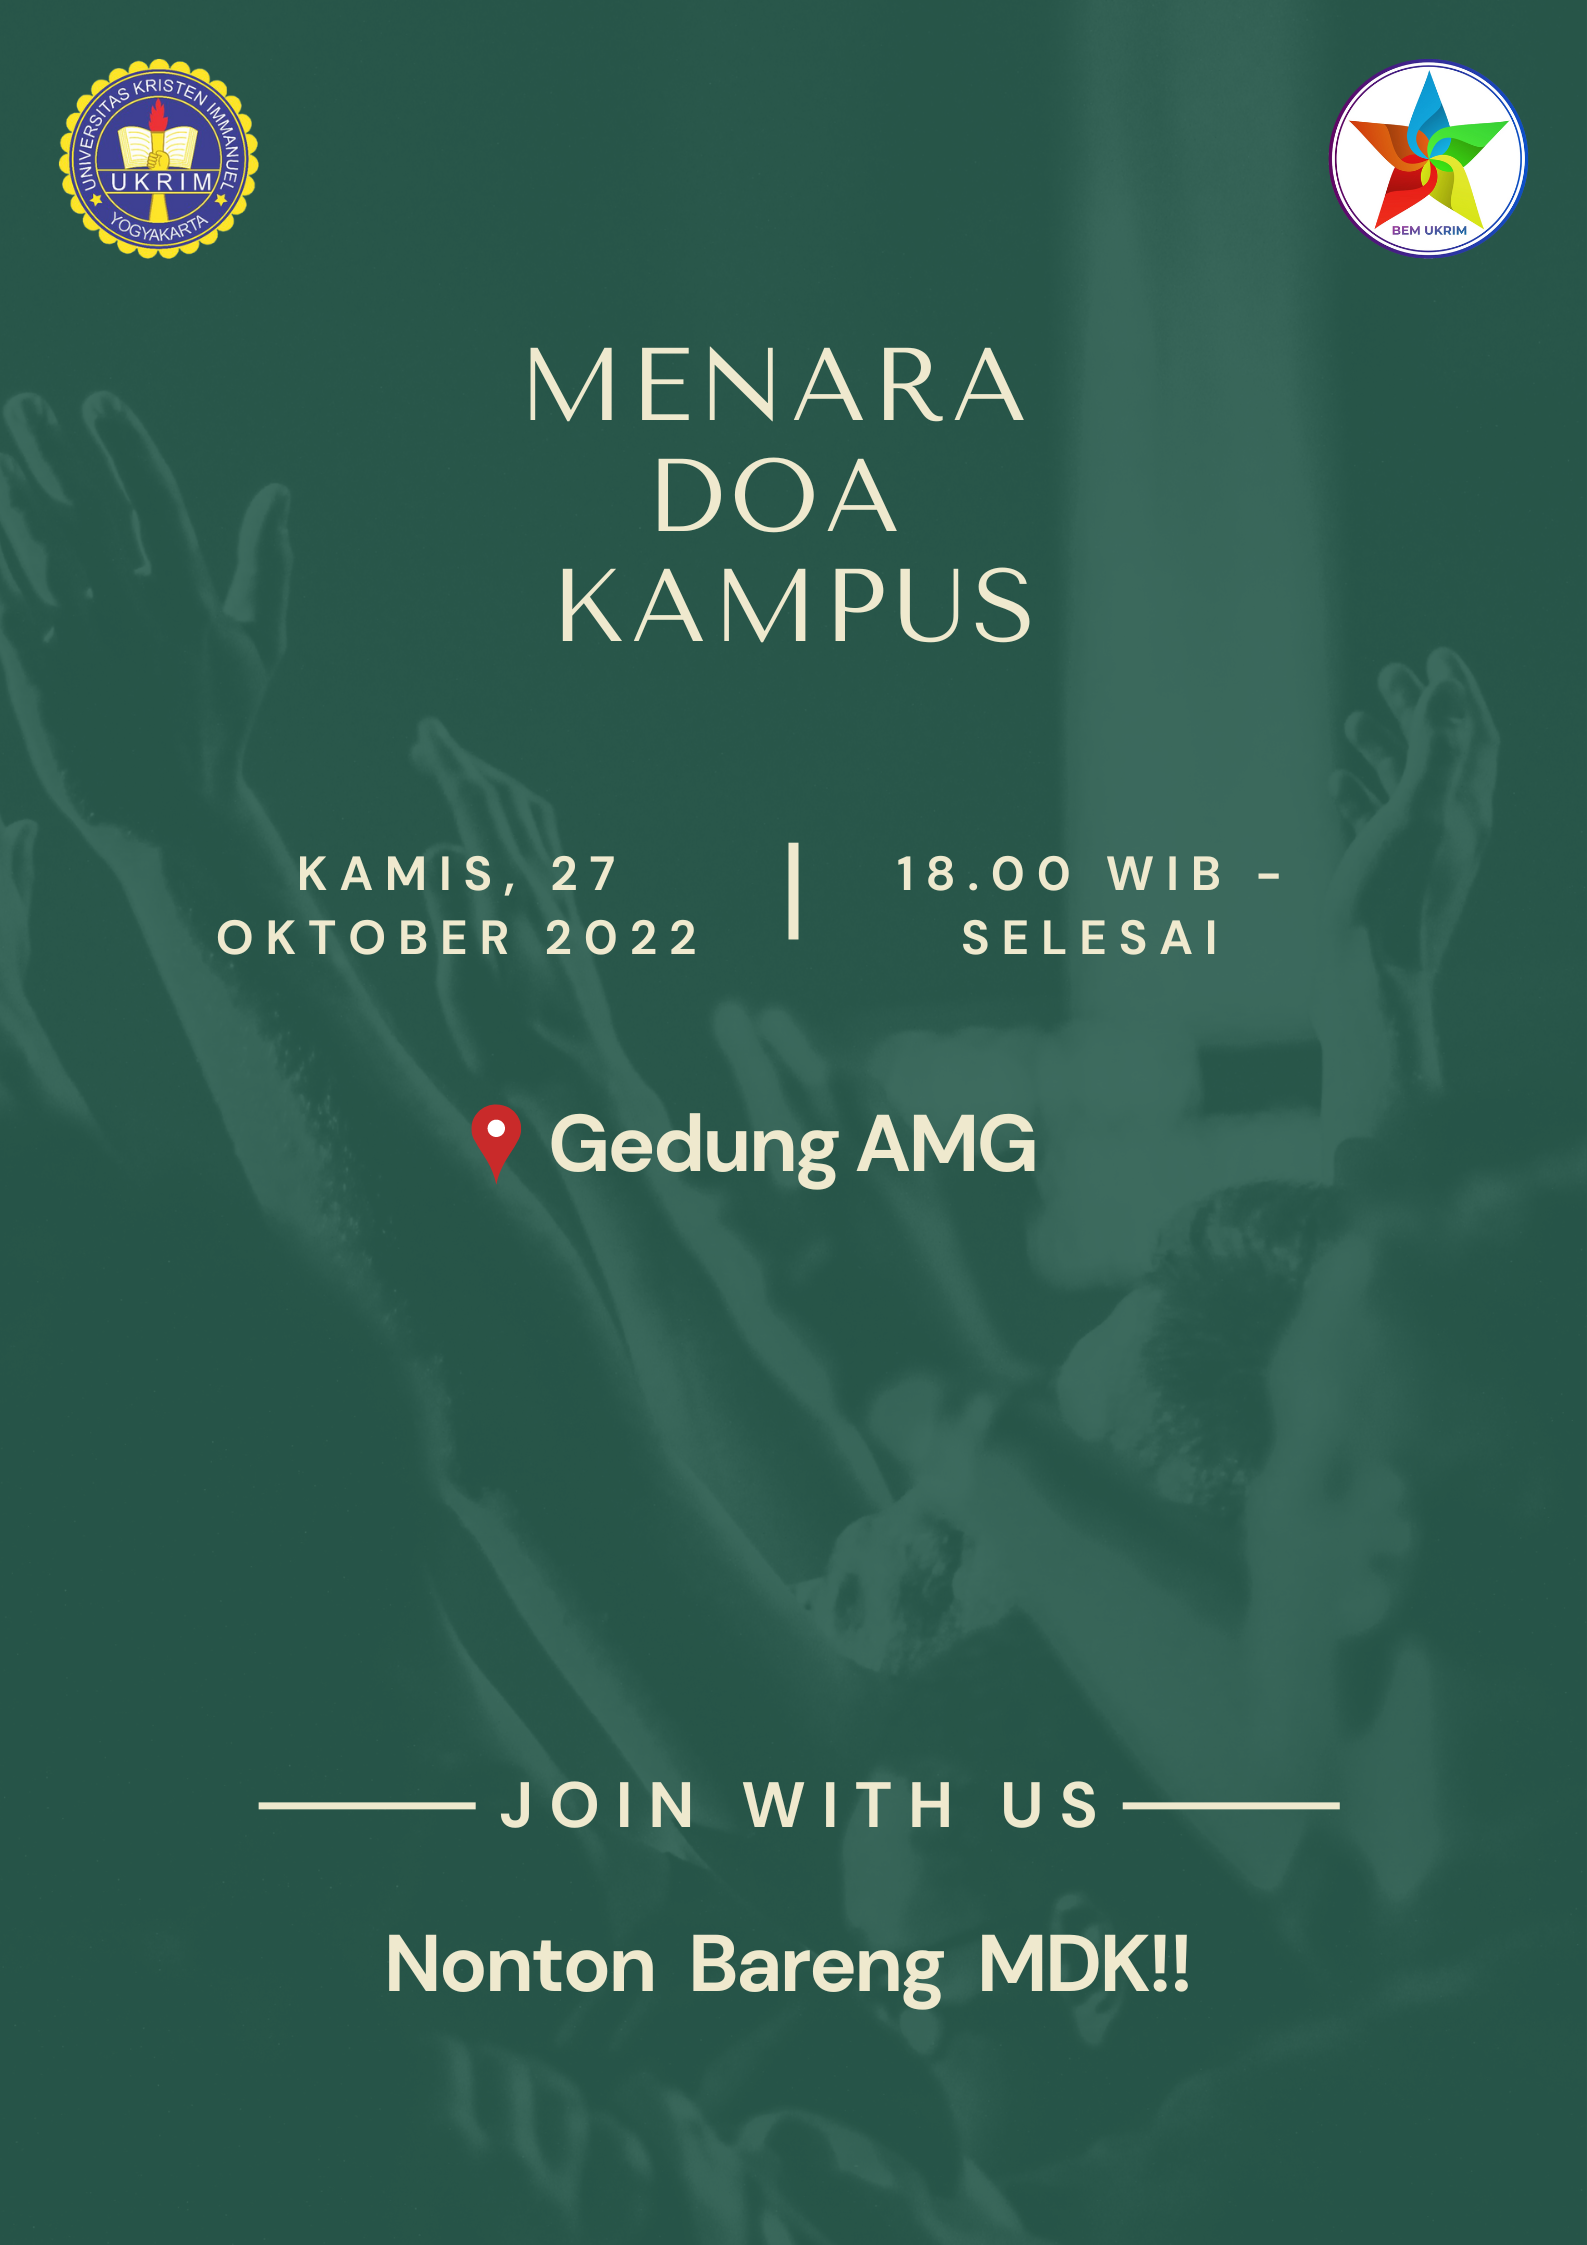 UNIVERSITAS KRISTEN IMMANUEL
UKRIM
YOGYAKARTA
BEM UKRIM
MENARA
DOA
KAMPUS
KAMIS, 27
OKTOBER 2022
18.00 WIB -
SELESAI
Gedung AMG
JOIN WITH US
Nonton Bareng MDK!!